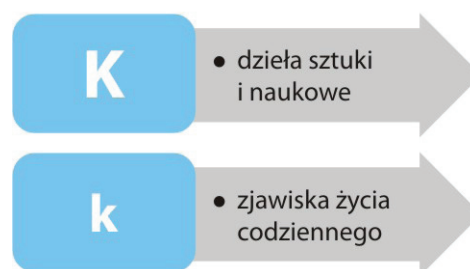 K
• dzieła sztuki
i naukowe
k
• zjawiska życia
codziennego